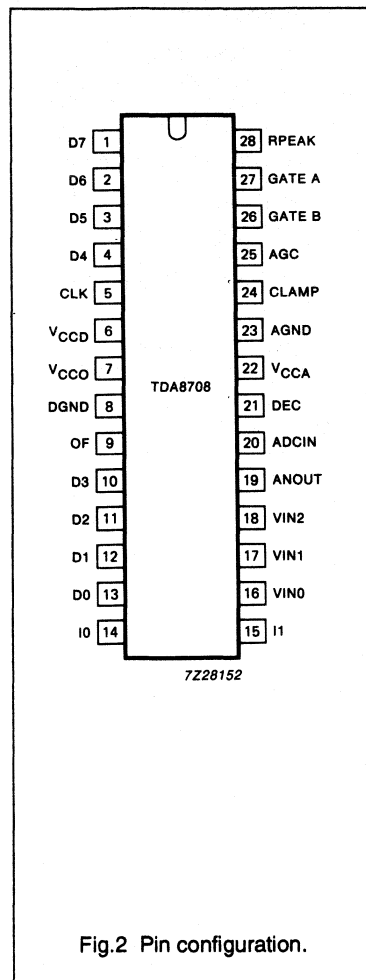 D7 1 28 RPEAK
D6 2 27 GATE A
D5 3 26 GATE B
D4 4 25 AGC
CLK 5 24 CLAMP
VCCD 6 23 AGND
VCCO 7 22 VCCA
TDA8708
DGND 8 21 DEC
OF 9 20 ADCIN
D3 10 19 ANOUT
D2 11 18 VIN2
D1 12 17 VIN1
D0 13 16 VIN0
I0 14 15 I1
7Z28152
Fig.2 Pin configuration.